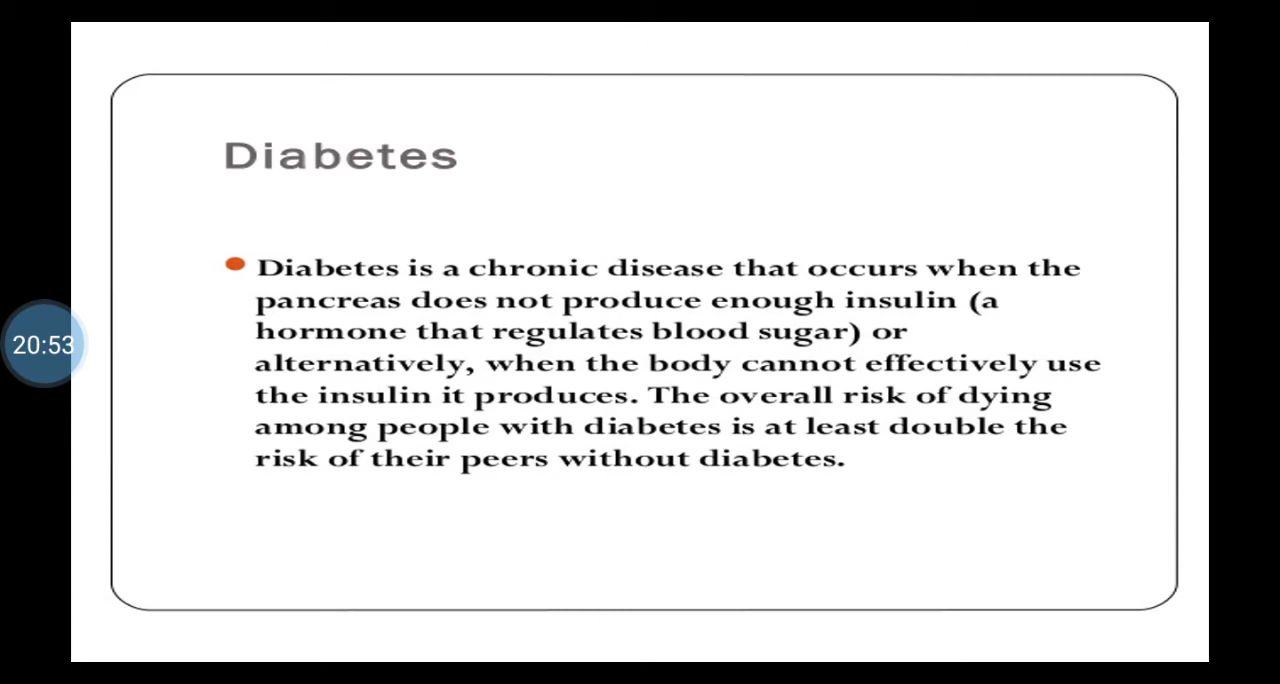 Diabetes
Diabetes is a chronic disease that occurs when the
pancreas does not produce enough insulin (a
hormone that regulates blood sugar) or
alternatively, when the body cannot effectively use
the insulin it produces. The overall risk of dying
among people with diabetes is at least double the
risk of their peers without diabetes.
20:53